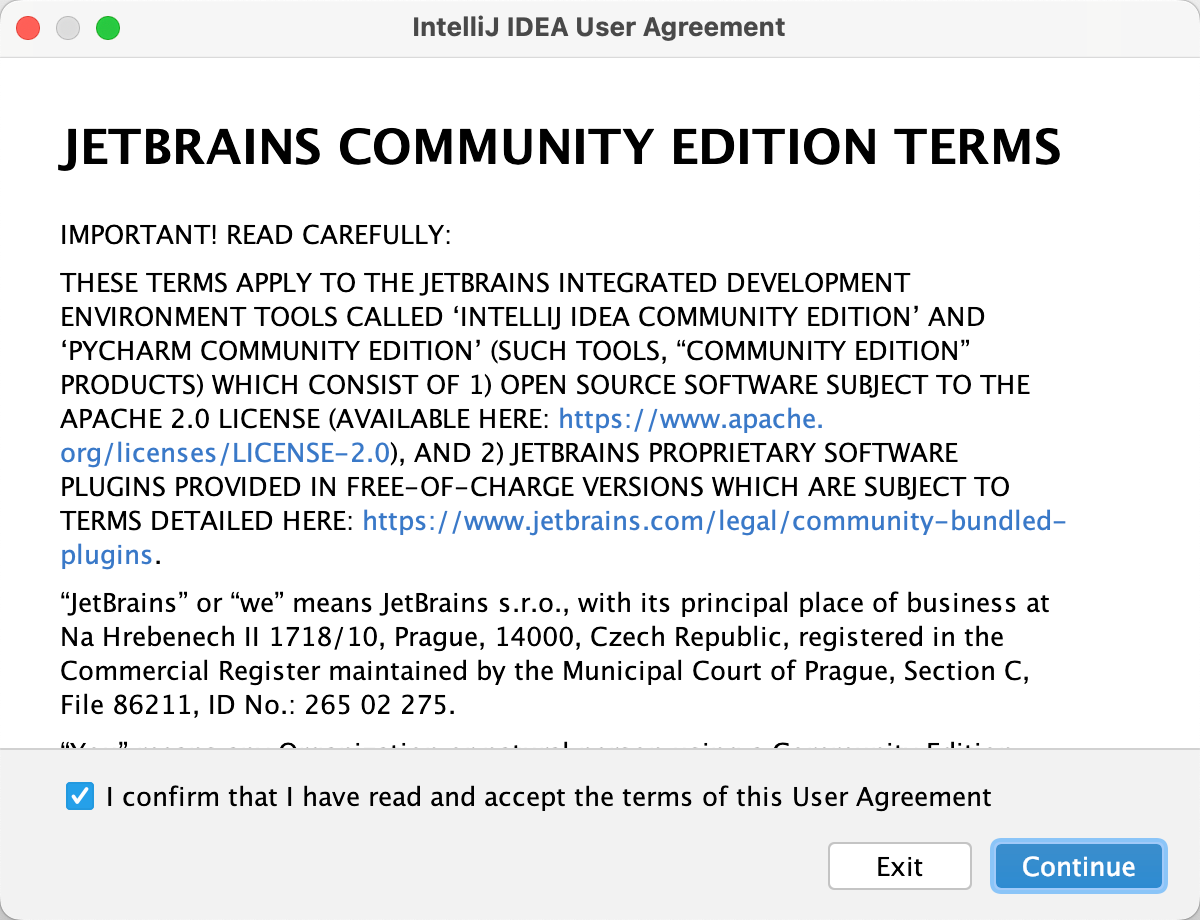 IntelliJ IDEA User Agreement
JETBRAINS COMMUNITY EDITION TERMS
IMPORTANT! READ CAREFULLY:
THESE TERMS APPLY TO THE JETBRAINS INTEGRATED DEVELOPMENT
ENVIRONMENT TOOLS CALLED ‘INTELLIJ IDEA COMMUNITY EDITION’ AND
‘PYCHARM COMMUNITY EDITION’ (SUCH TOOLS, “COMMUNITY EDITION”
PRODUCTS) WHICH CONSIST OF 1) OPEN SOURCE SOFTWARE SUBJECT TO THE
APACHE 2.0 LICENSE (AVAILABLE HERE: https://www.apache.
org/licenses/LICENSE-2.0), AND 2) JETBRAINS PROPRIETARY SOFTWARE
PLUGINS PROVIDED IN FREE-OF-CHARGE VERSIONS WHICH ARE SUBJECT TO
TERMS DETAILED HERE: https://www.jetbrains.com/legal/community-bundled-
plugins.
“JetBrains” or “we” means JetBrains s.r.o., with its principal place of business at
Na Hrebenech II 1718/10, Prague, 14000, Czech Republic, registered in the
Commercial Register maintained by the Municipal Court of Prague, Section C,
File 86211, ID No.: 265 02 275.
I confirm that I have read and accept the terms of this User Agreement
Exit
Continue